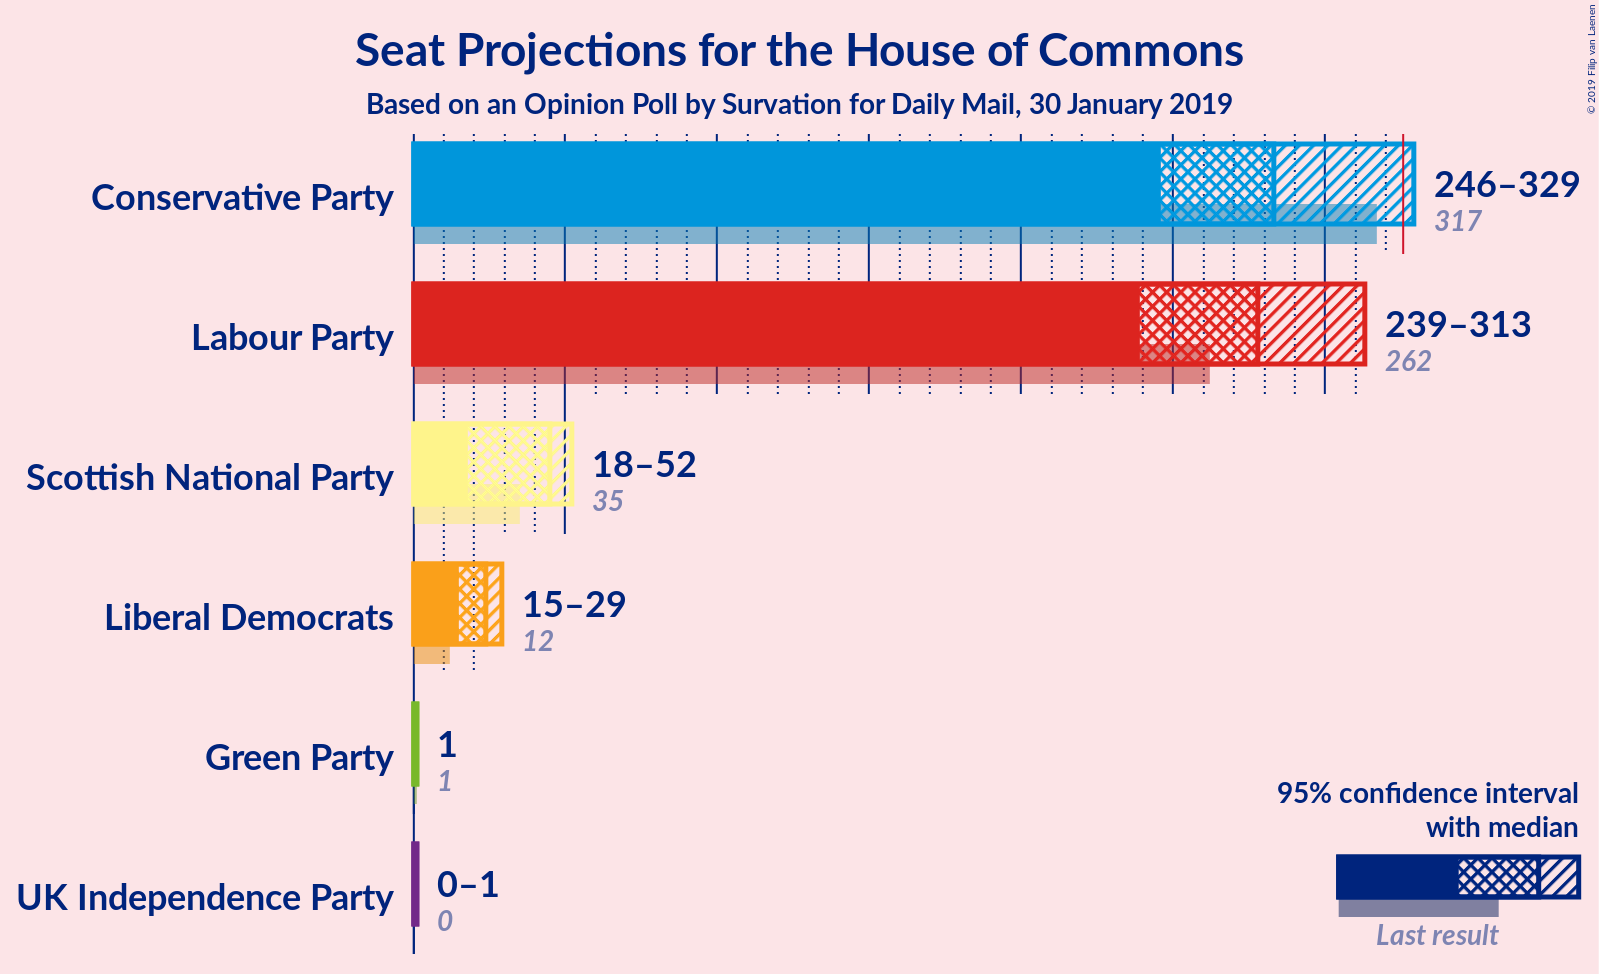 Seat Projections for the House of Commons
Based on an Opinion Poll by Survation for Daily Mail, 30 January 2019
© 2019 Filip van Laenen
Conservative Party
246–329
317
Labour Party
239–313
262
Scottish National Party
18–52
35
Liberal Democrats
15–29
12
Green Party
1
1
UK Independence Party
0–1
0
95% confidence interval
with median
Last result